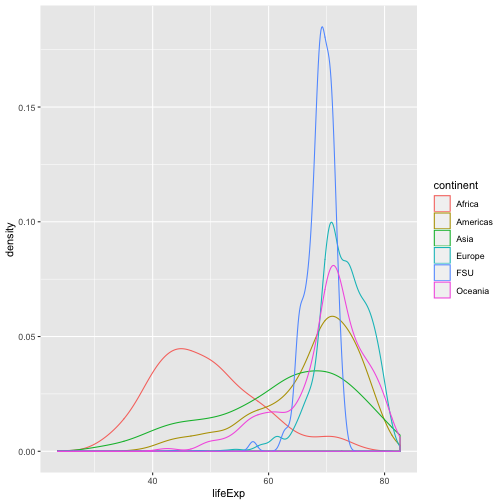 0.15
0.10
0.05
0.00
density
40
60
80
lifeExp
continent
Africa
Americas
Asia
Europe
FSU
Oceania